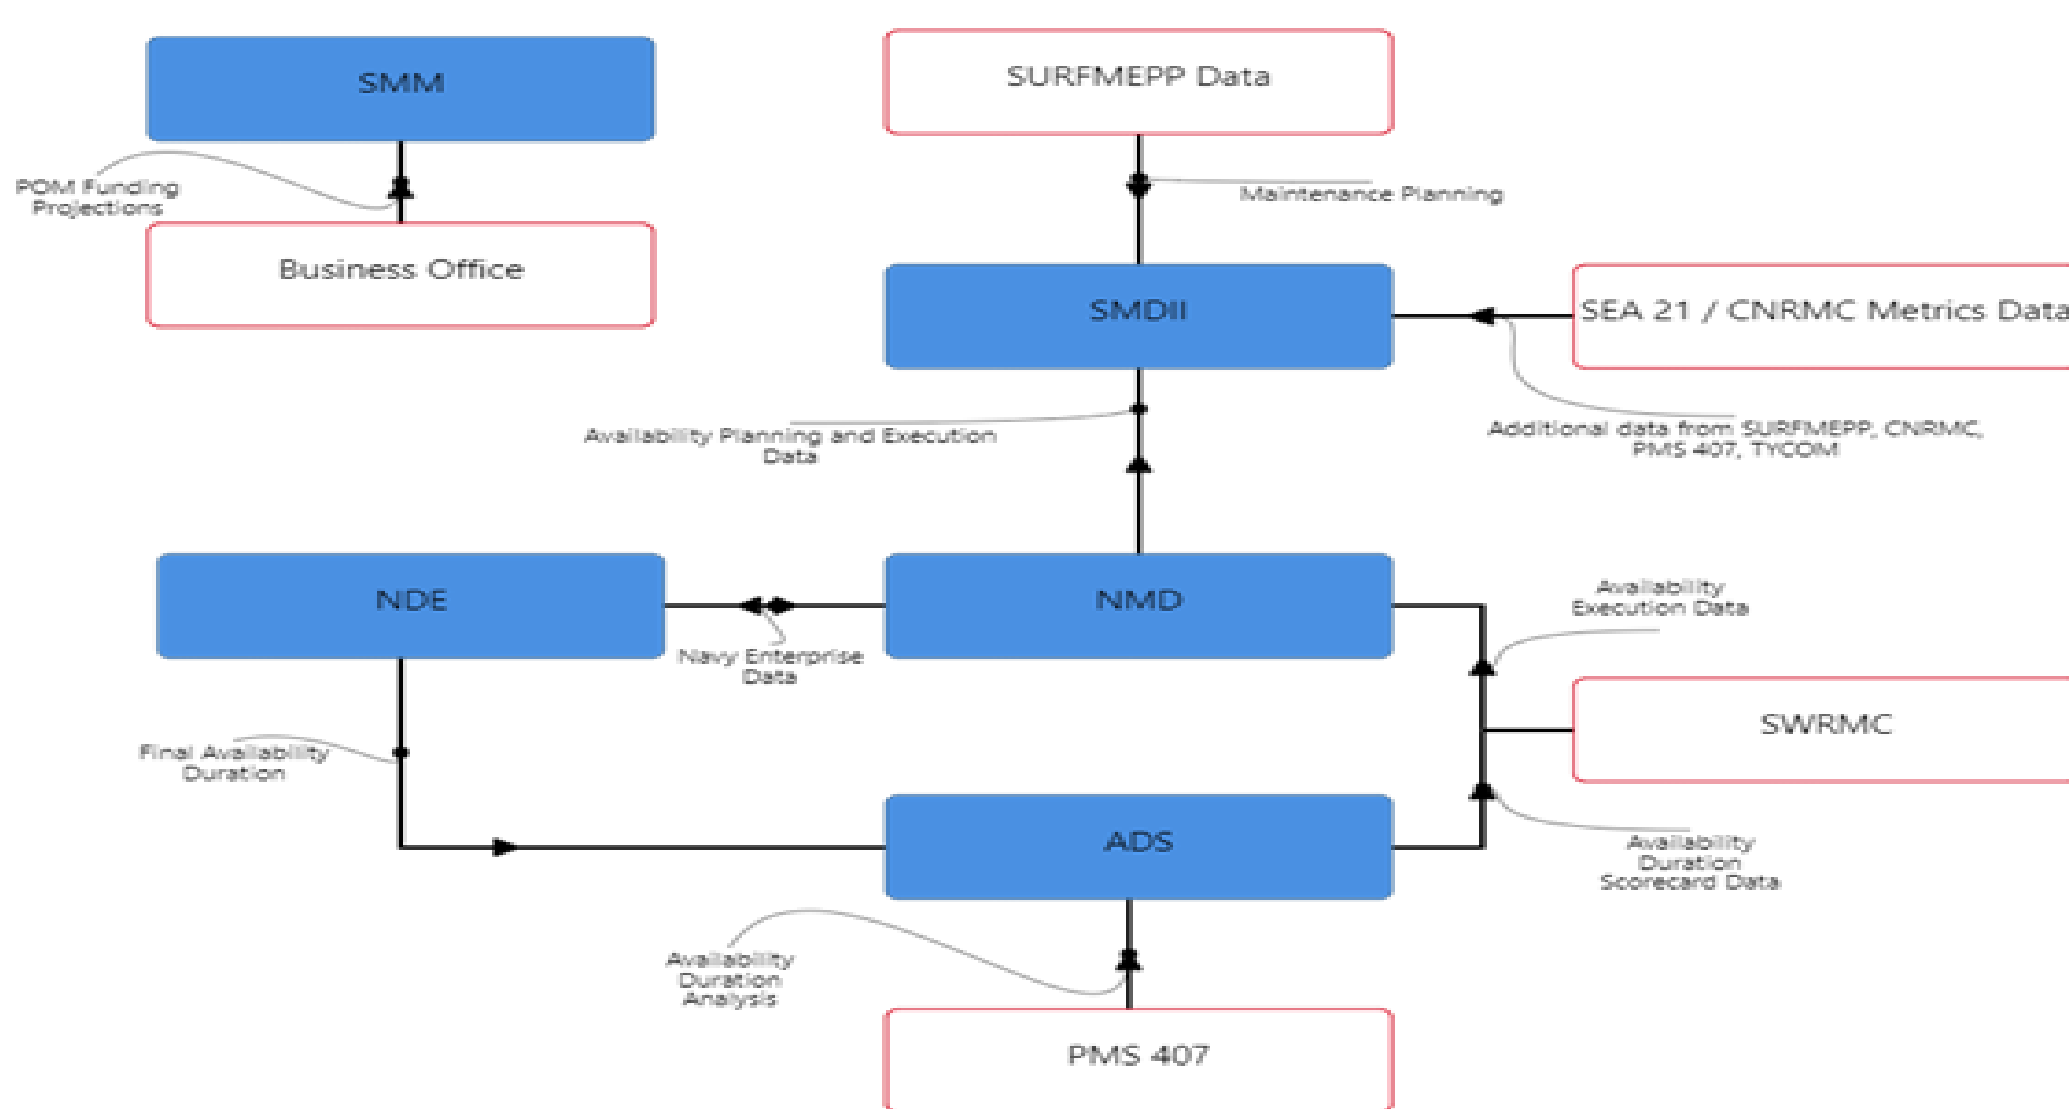 SMM
SURFMEPP Data
POM Funding
Projections
Maintenance Planning
Business Office
SMDII
SEA 21 / CNRMC Metrics Data
Availability Planning and Execution
Data
Additional data from SURFMEPP, CNRMC,
PMS 407, TYCOM
NDE
NMD
Availability
Execution Data
Navy Enterprise
Data
SWRMC
Final Availability
Duration
ADS
Availability
Duration
Scorecard Data
Availability
Duration
Analysis
PMS 407